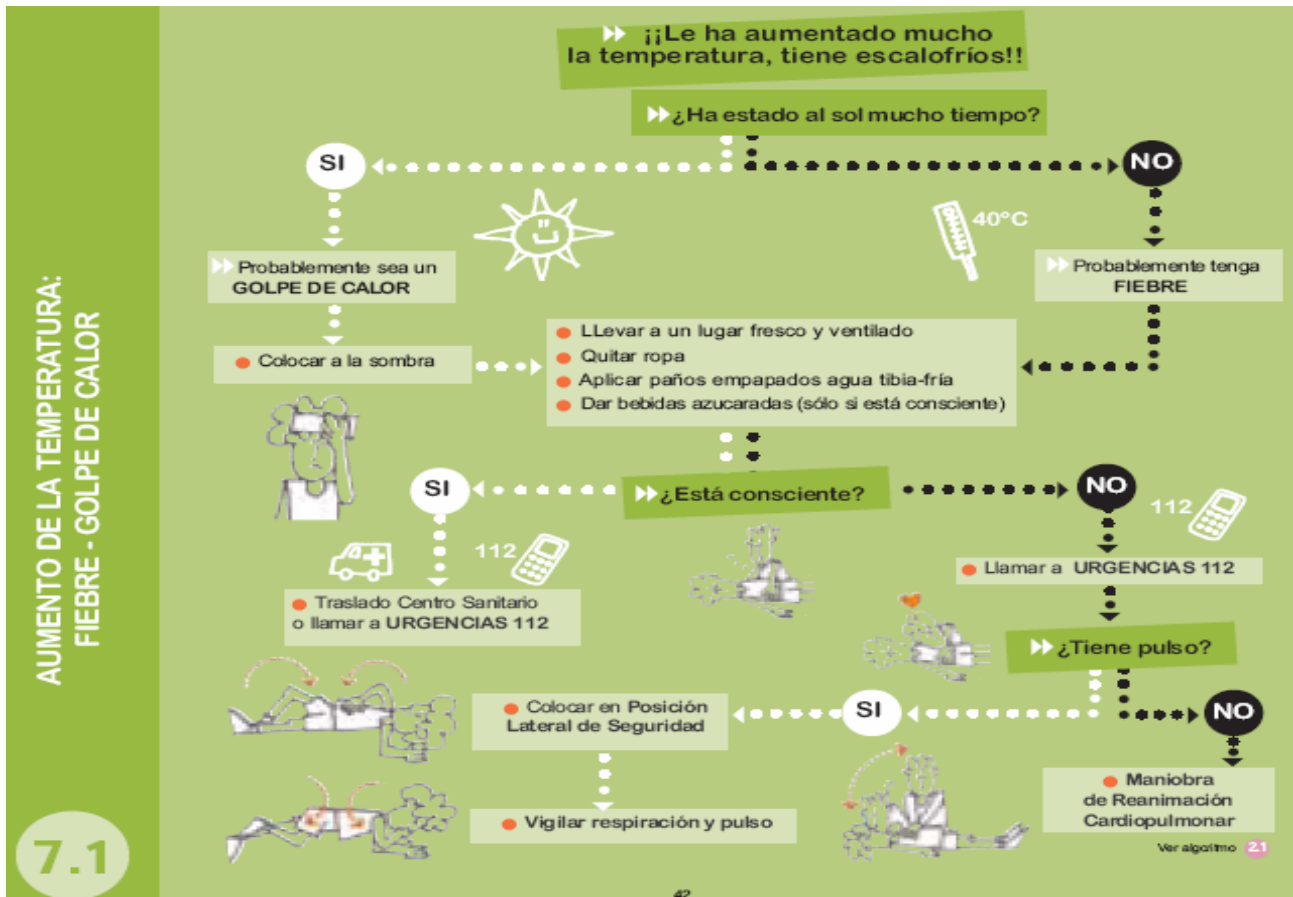 AUMENTO DE LA TEMPERATURA:
FIEBRE - GOLPE DE CALOR
7.1
¡¡Le ha aumentado mucho
la temperatura, tiene escalofríos!!
¿Ha estado al sol mucho tiempo?
SI
NO
40°C
Probablemente sea un
GOLPE DE CALOR
Probablemente tenga
FIEBRE
Colocar a la sombra
LLevar a un lugar fresco y ventilado
Quitar ropa
Aplicar paños empapados agua tibia-fría
Dar bebidas azucaradas (sólo si está consciente)
¿Está consciente?
SI
NO
112
112
Traslado Centro Sanitario
o llamar a URGENCIAS 112
Llamar a URGENCIAS 112
¿Tiene pulso?
SI
NO
Colocar en Posición
Lateral de Seguridad
Vigilar respiración y pulso
Maniobra
de Reanimación
Cardiopulmonar
Ver algoritmo 2.1
42